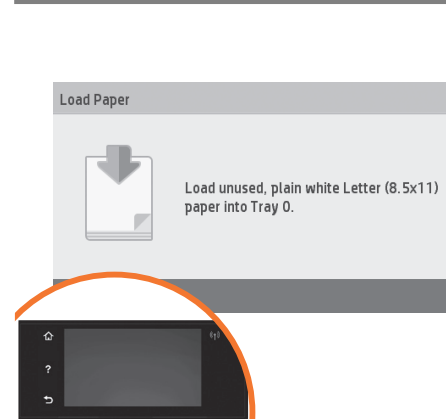 Load Paper
Load unused, plain white Letter (8.5x11)
paper into Tray 0.
?